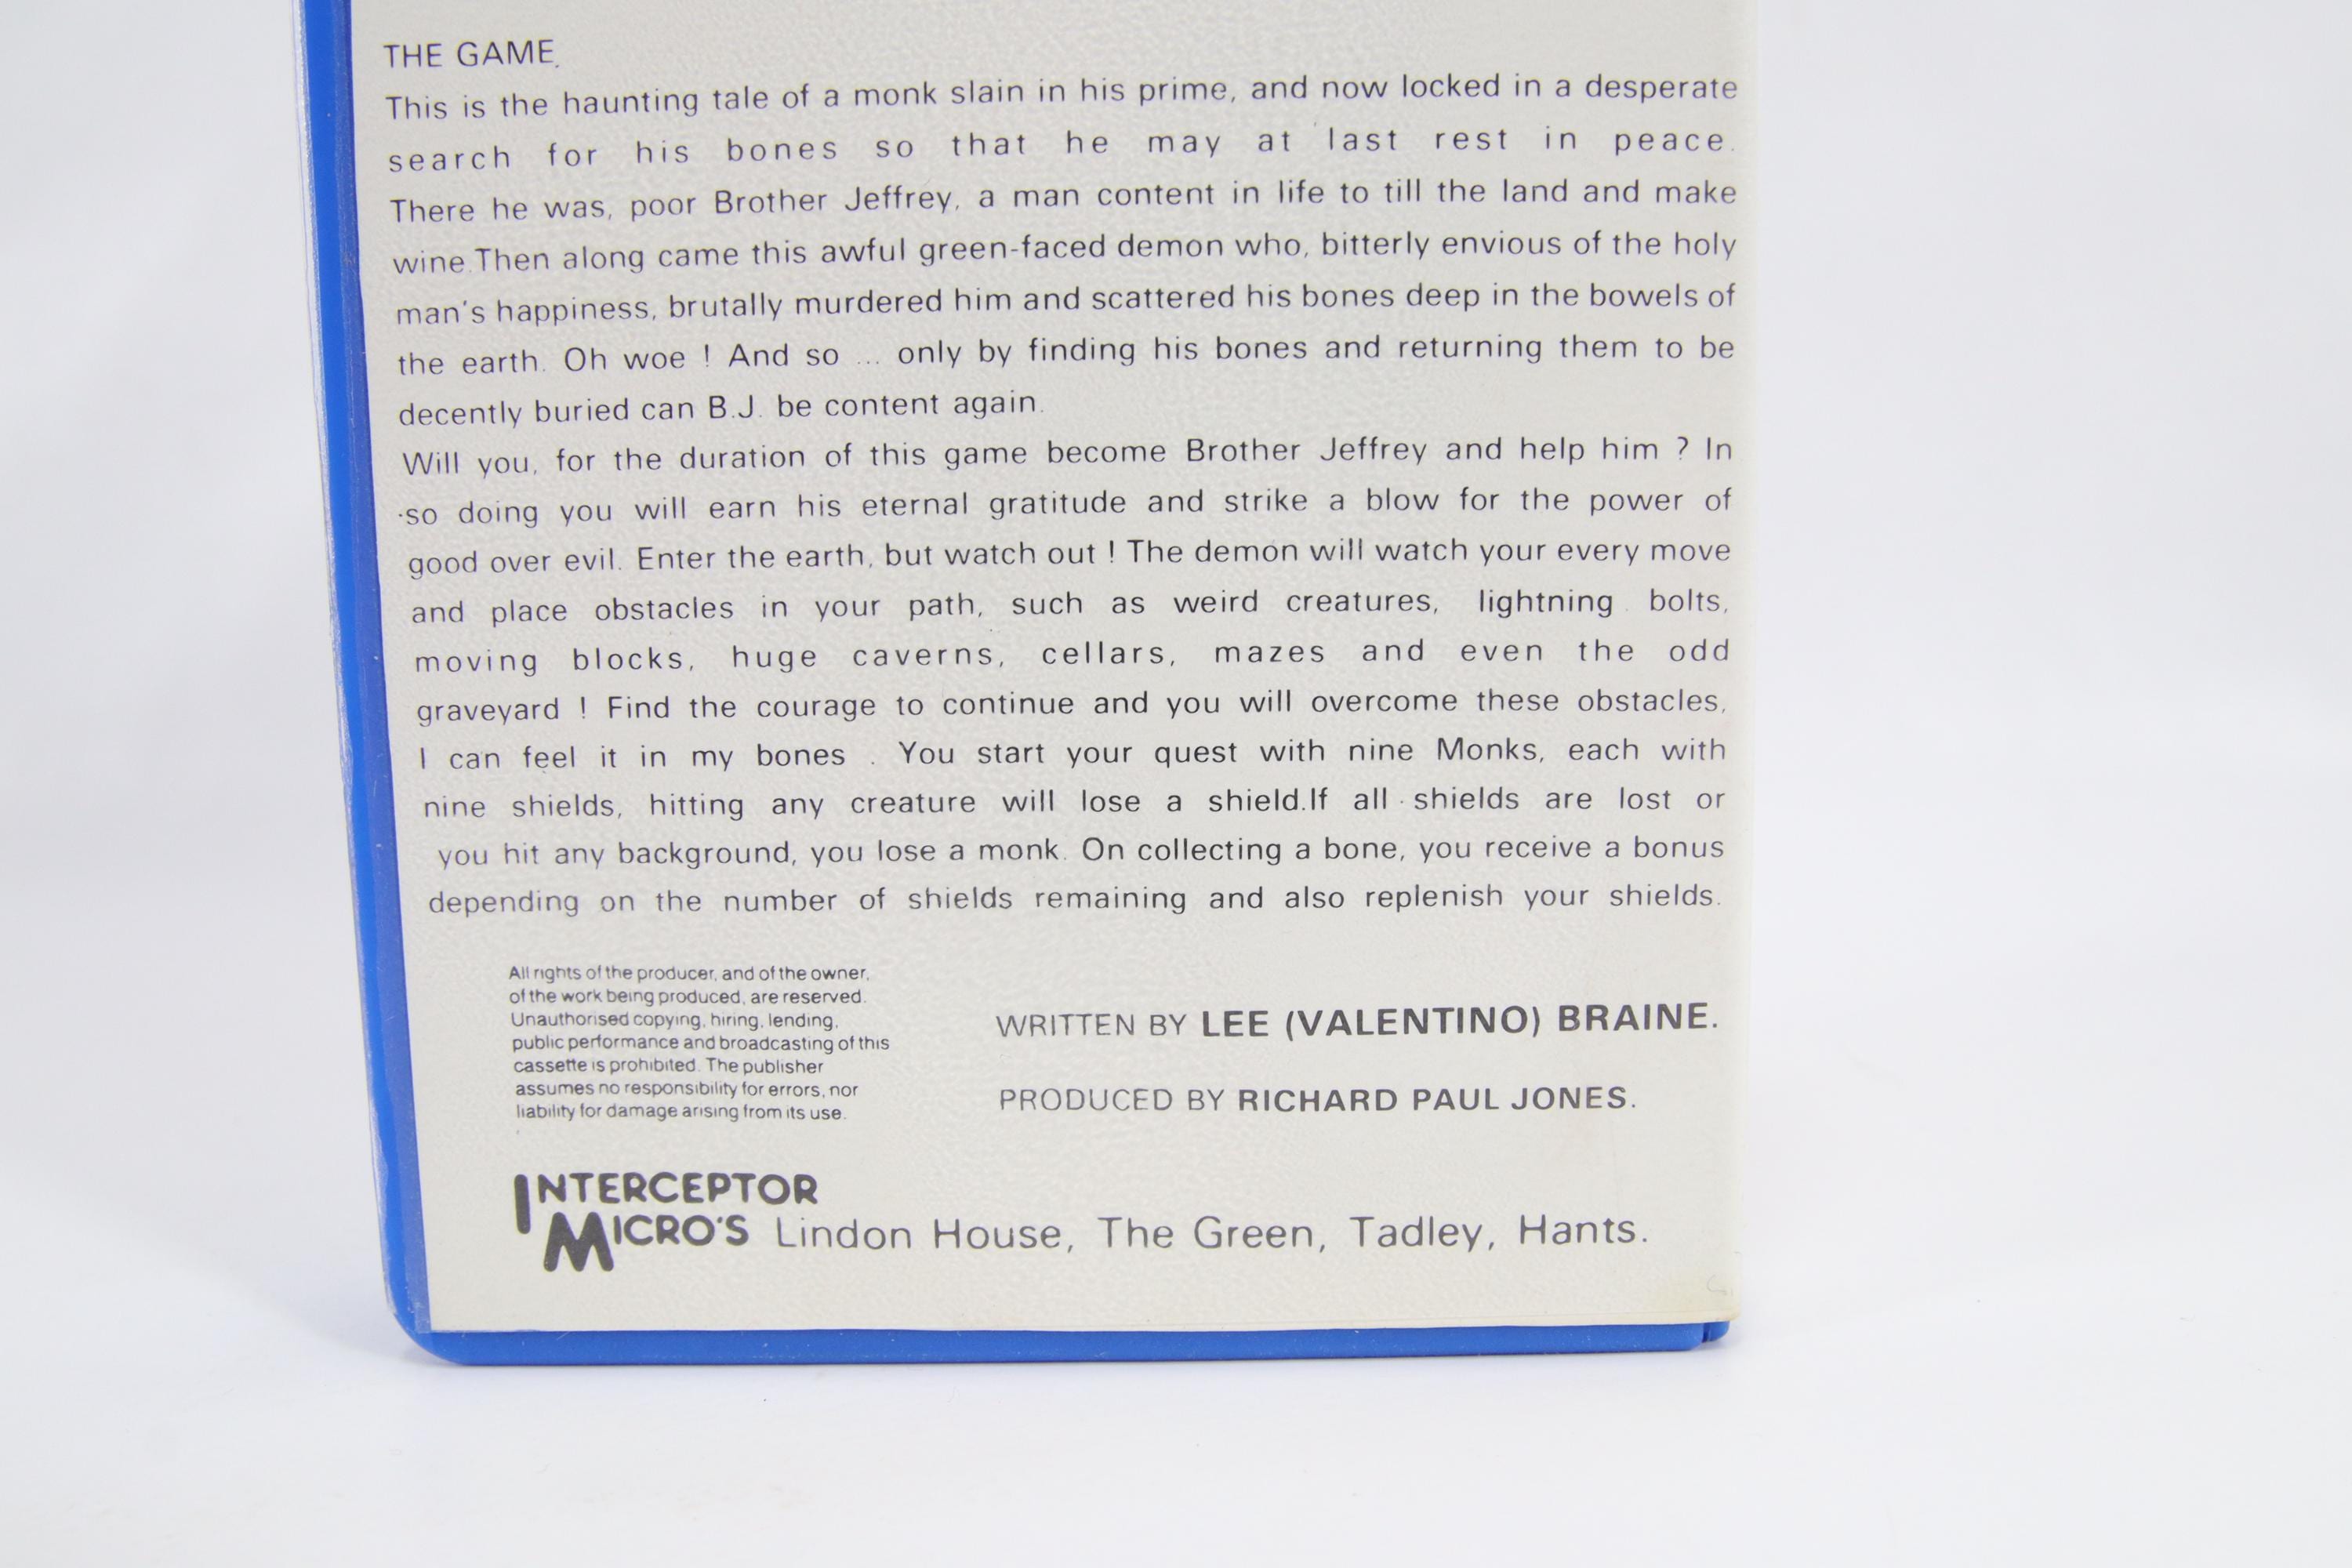 THE GAME.
This is the haunting tale of a monk slain in his prime, and now locked in a desperate
search for his bones so that he may at last rest in peace.
There he was, poor Brother Jeffrey, a man content in life to till the land and make
wine.Then along came this awful green-faced demon who, bitterly envious of the holy
man's happiness, brutally murdered him and scattered his bones deep in the bowels of
the earth. Oh woe ! And so ... only by finding his bones and returning them to be
decently buried can B.J. be content again.
Will you, for the duration of this game become Brother Jeffrey and help him ? In
so doing you will earn his eternal gratitude and strike a blow for the power of
good over evil. Enter the earth, but watch out ! The demon will watch your every move
and place obstacles in your path, such as weird creatures, lightning bolts,
moving blocks, huge caverns, cellars, mazes and even the odd
graveyard ! Find the courage to continue and you will overcome these obstacles,
I can feel it in my bones . You start your quest with nine Monks, each with
nine shields, hitting any creature will lose a shield.If all shields are lost or
you hit any background, you lose a monk. On collecting a bone, you receive a bonus
depending on the number of shields remaining and also replenish your shields.
All rights of the producer, and of the owner,
of the work being produced, are reserved.
Unauthorised copying, hiring, lending,
public performance and broadcasting of this
cassette is prohibited. The publisher
assumes no responsibility for errors, nor
liability for damage arising from its use.
WRITTEN BY LEE (VALENTINO) BRAINE.
PRODUCED BY RICHARD PAUL JONES.
INTERCEPTOR
MICRO'S Lindon House, The Green, Tadley, Hants.